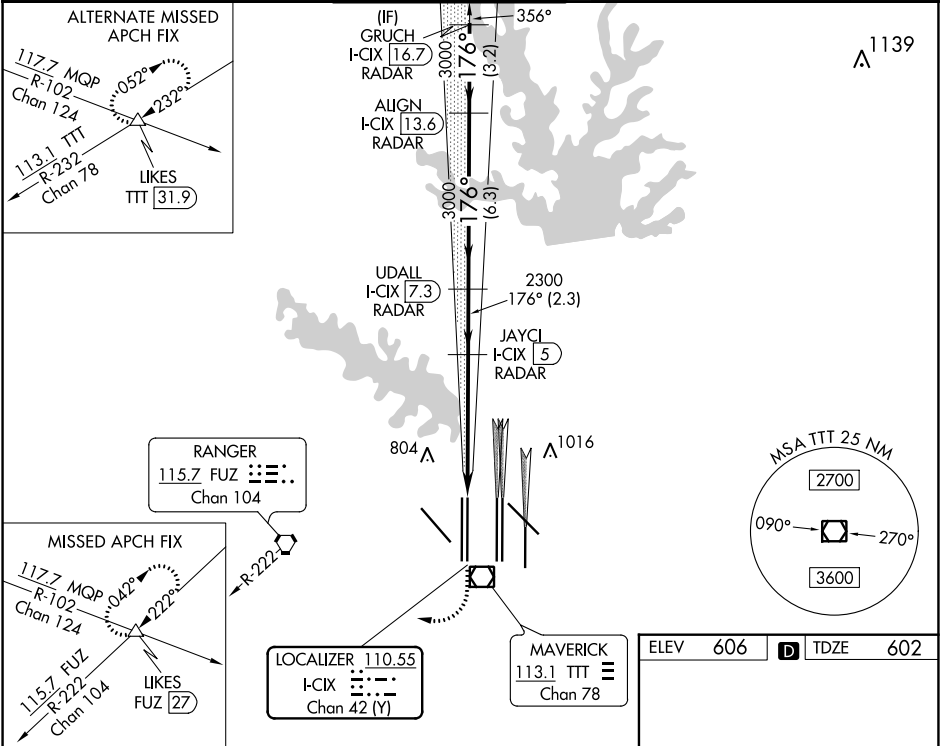 ALTERNATE MISSED
APCH FIX
117.7 MQP
R-102
Chan 124
052°
232°
113.1 TTT
R-232
Chan 78
LIKES
TTT 31.9
(IF)
GRUCH
I-CIX 16.7
RADAR
356°
3000
176°
(3.2)
1139
ALIGN
I-CIX 13.6
RADAR
3000
176°
(6.3)
UDALL
I-CIX 7.3
RADAR
2300
176° (2.3)
JAYCI
I-CIX 5
RADAR
804
1016
RANGER
115.7 FUZ
Chan 104
R-222
MSA TTT 25 NM
2700
090°
270°
3600
MISSED APCH FIX
117.7 MQP
R-102
Chan 124
042°
222°
115.7 FUZ
R-222
Chan 104
LIKES
FUZ 27
LOCALIZER 110.55
I-CIX
Chan 42 (Y)
MAVERICK
113.1 TTT
Chan 78
ELEV 606 D TDZE 602